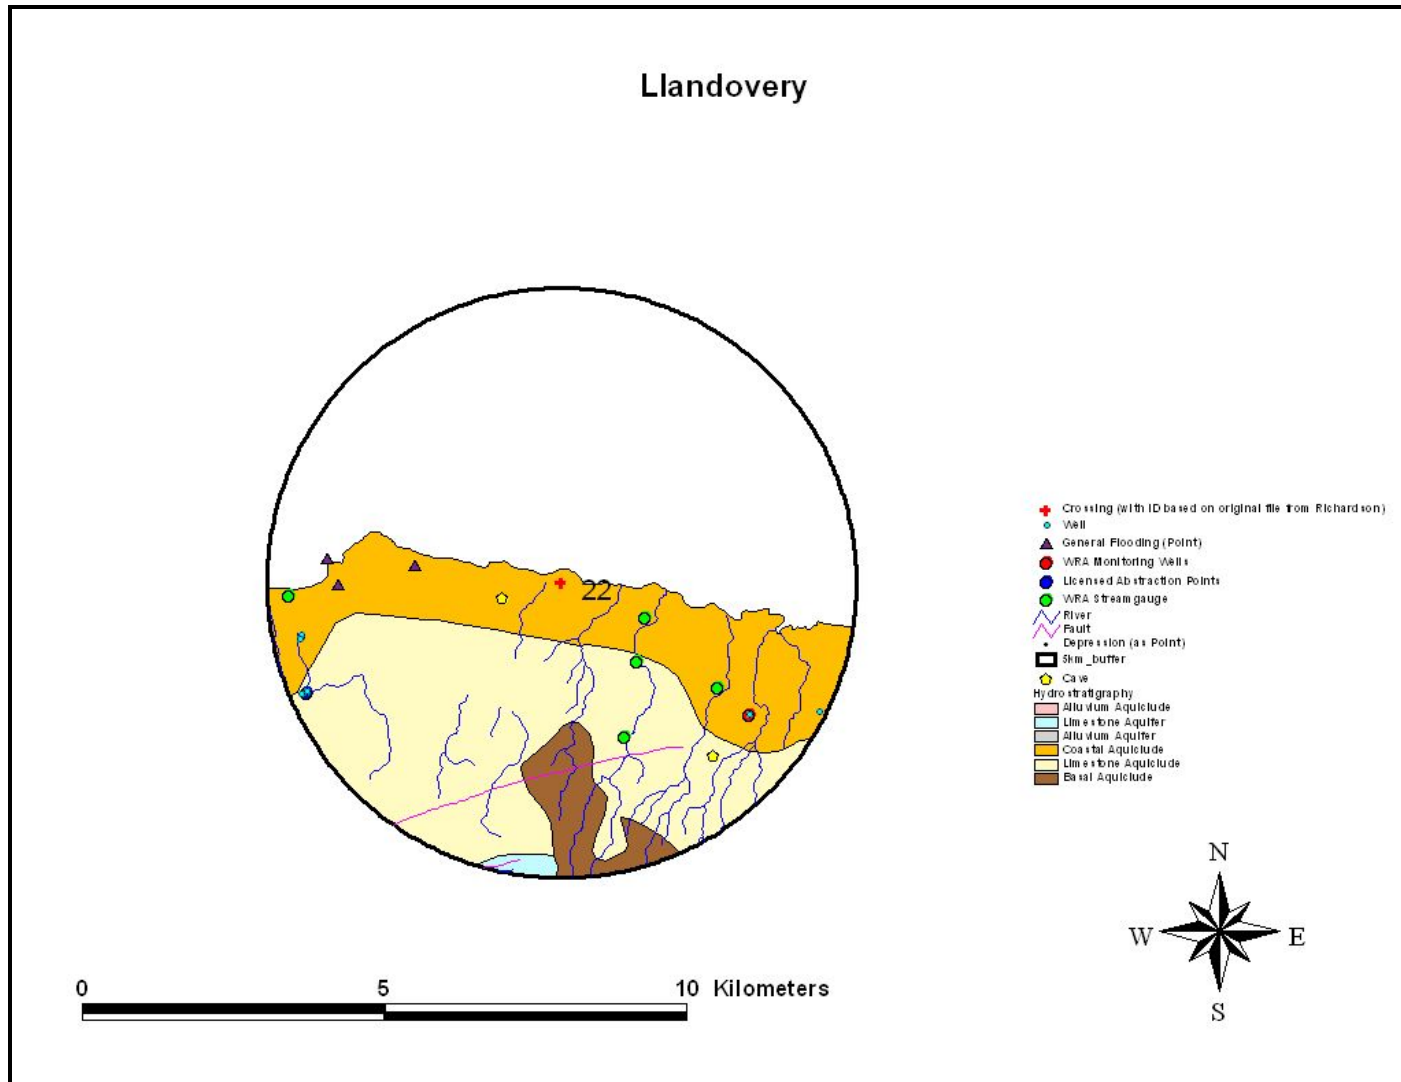 Llandovery
22
Crossing (with ID based on original file from Richardson)
Well
General Flooding (Point)
WRA Monitoring Wells
Licensed Abstraction Points
WRA Streamgauge
River
Fault
Depression (as Point)
5km_buffer
Cave
Hydrostratigraphy
Alluvium Aquiclude
Limestone Aquifer
Alluvium Aquifer
Coastal Aquiclude
Limestone Aquiclude
Basal Aquiclude
N
W E
S
0 5 10 Kilometers